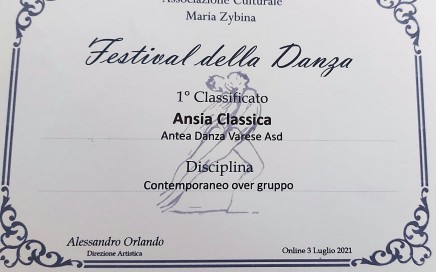 Associazione Culturale
Maria Zybina
Festival della Danza
1° Classificato
Ansia Classica
Antea Danza Varese Asd
Disciplina
Contemporaneo over gruppo
Alessandro Orlando
Direzione Artistica
Online 3 Luglio 2021